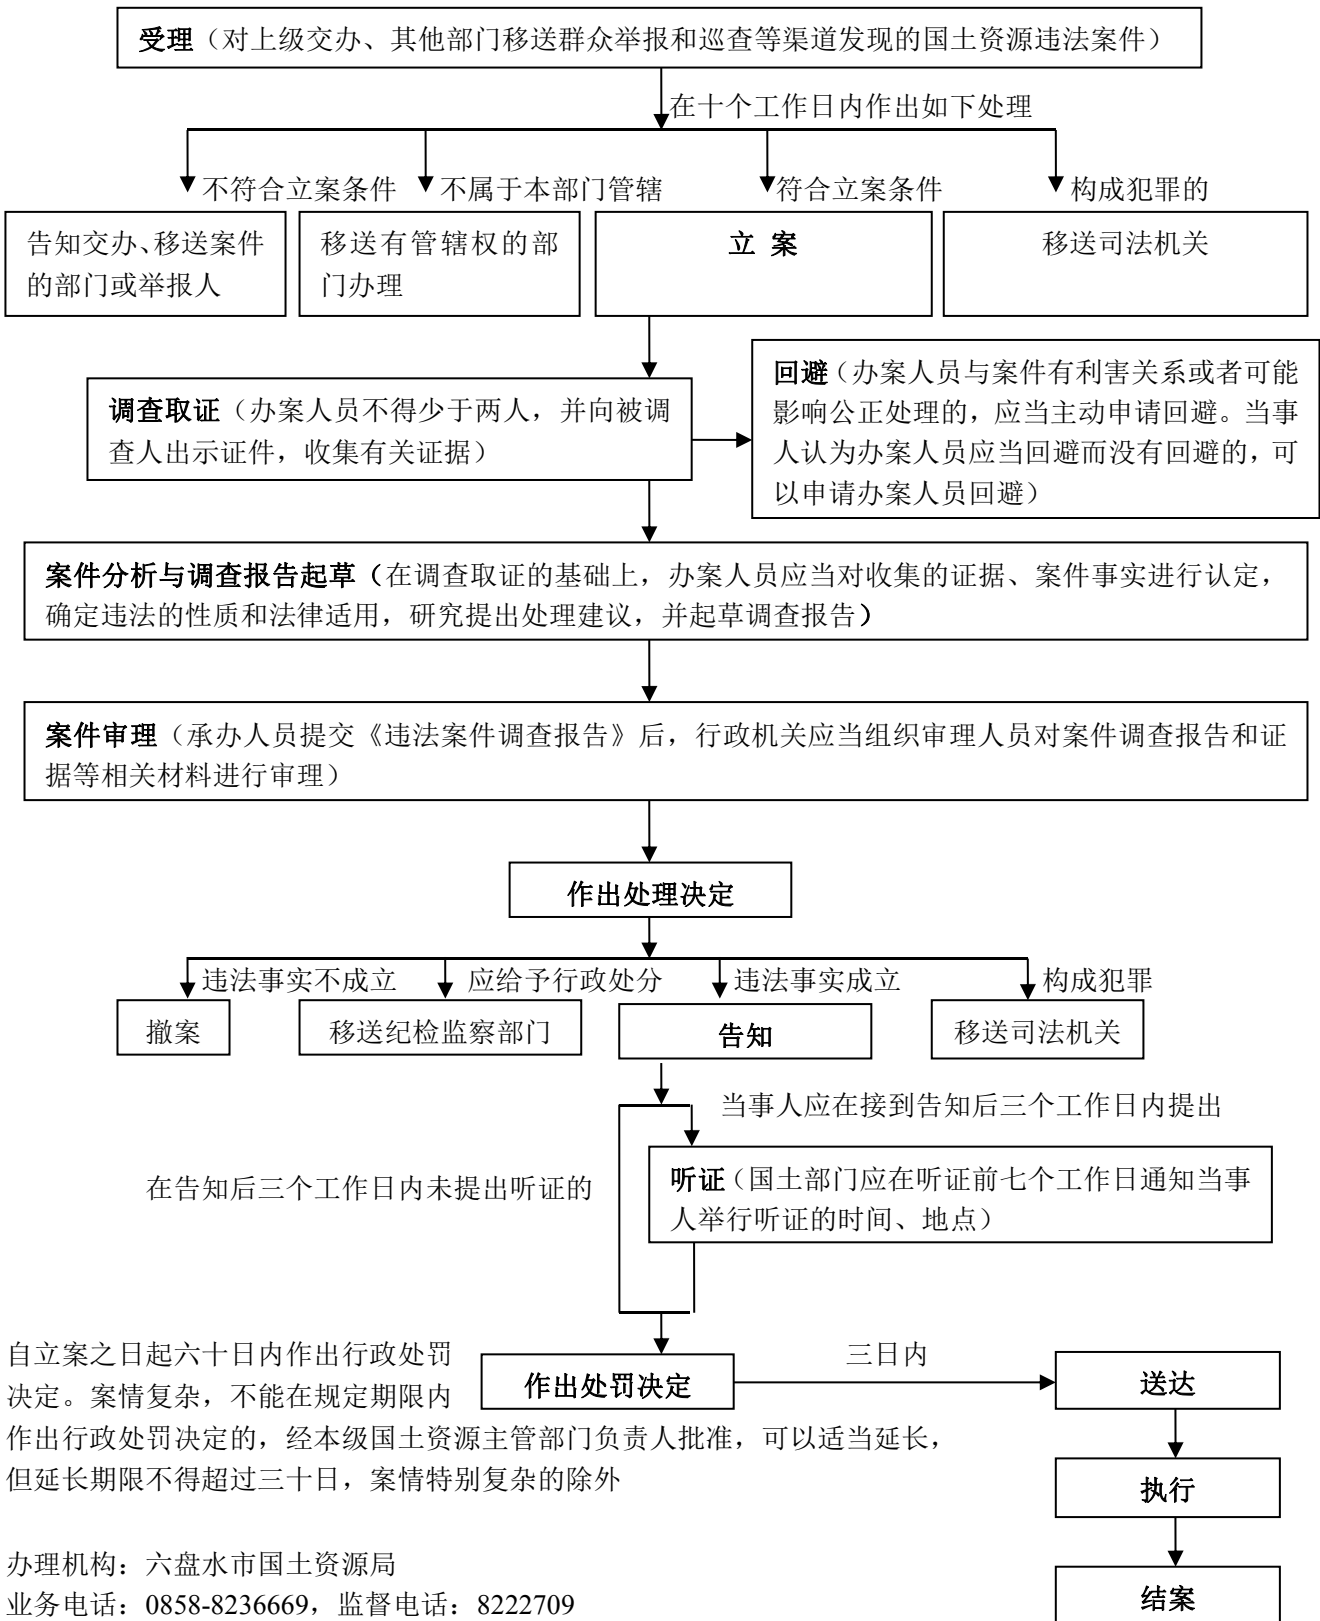 受理（对上级交办、其他部门移送群众举报和巡查等渠道发现的国土资源违法案件）
在十个工作日内作出如下处理
不符合立案条件
不属于本部门管辖
符合立案条件
构成犯罪的
告知交办、移送案件
的部门或举报人
移送有管辖权的部
门办理
立 案
移送司法机关
调查取证（办案人员不得少于两人，并向被调
查人出示证件，收集有关证据）
回避（办案人员与案件有利害关系或者可能
影响公正处理的，应当主动申请回避。当事
人认为办案人员应当回避而没有回避的，可
以申请办案人员回避）
案件分析与调查报告起草（在调查取证的基础上，办案人员应当对收集的证据、案件事实进行认定，
确定违法的性质和法律适用，研究提出处理建议，并起草调查报告）
案件审理（承办人员提交《违法案件调查报告》后，行政机关应当组织审理人员对案件调查报告和证
据等相关材料进行审理）
作出处理决定
违法事实不成立
应给予行政处分
违法事实成立
构成犯罪
撤案
移送纪检监察部门
告知
移送司法机关
当事人应在接到告知后三个工作日内提出
在告知后三个工作日内未提出听证的
听证（国土部门应在听证前七个工作日通知当事
人举行听证的时间、地点）
作出处罚决定
三日内
送达
执行
结案
自立案之日起六十日内作出行政处罚
决定。案情复杂，不能在规定期限内
作出行政处罚决定的，经本级国土资源主管部门负责人批准，可以适当延长，
但延长期限不得超过三十日，案情特别复杂的除外
办理机构：六盘水市国土资源局
业务电话：0858-8236669，监督电话：8222709